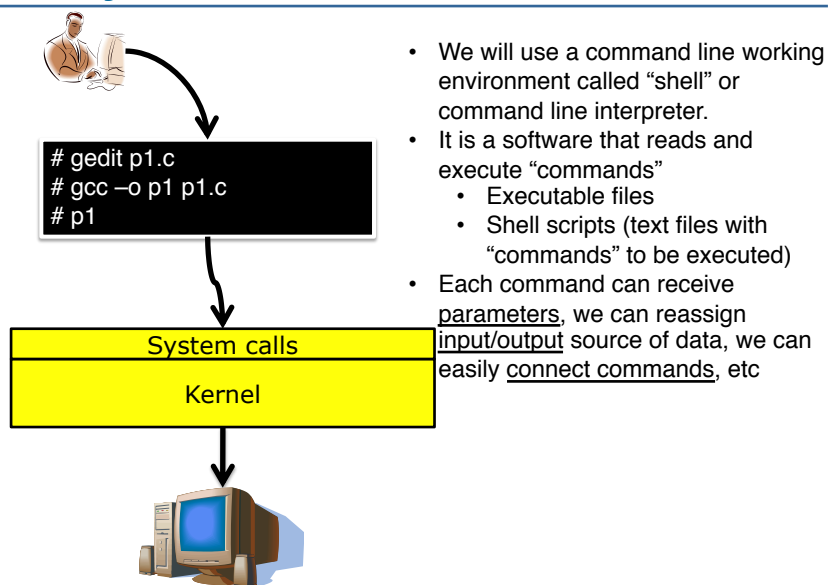 # gedit p1.c
# gcc –o p1 p1.c
# p1
System calls
Kernel
• We will use a command line working
environment called “shell” or
command line interpreter.
• It is a software that reads and
execute “commands”
• Executable files
• Shell scripts (text files with
“commands” to be executed)
• Each command can receive
parameters, we can reassign
input/output source of data, we can
easily connect commands, etc